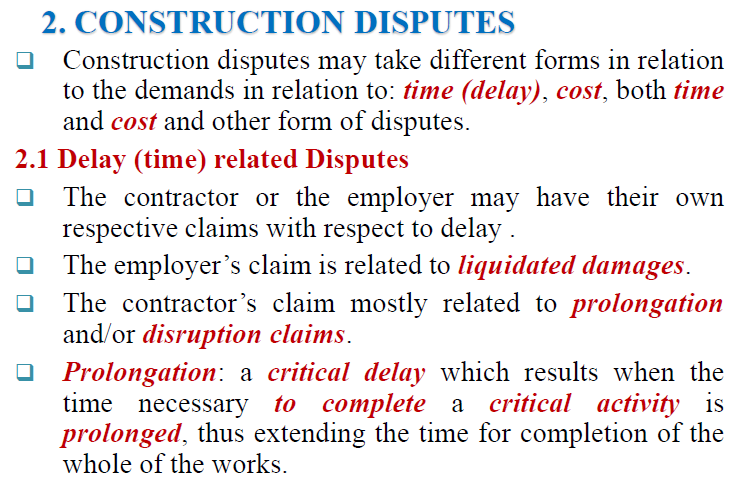 2. CONSTRUCTION DISPUTES
❑ Construction disputes may take different forms in relation
to the demands in relation to: time (delay), cost, both time
and cost and other form of disputes.
2.1 Delay (time) related Disputes
❑ The contractor or the employer may have their own
respective claims with respect to delay .
❑ The employer’s claim is related to liquidated damages.
❑ The contractor’s claim mostly related to prolongation
and/or disruption claims.
❑ Prolongation: a critical delay which results when the
time necessary to complete a critical activity is
prolonged, thus extending the time for completion of the
whole of the works.